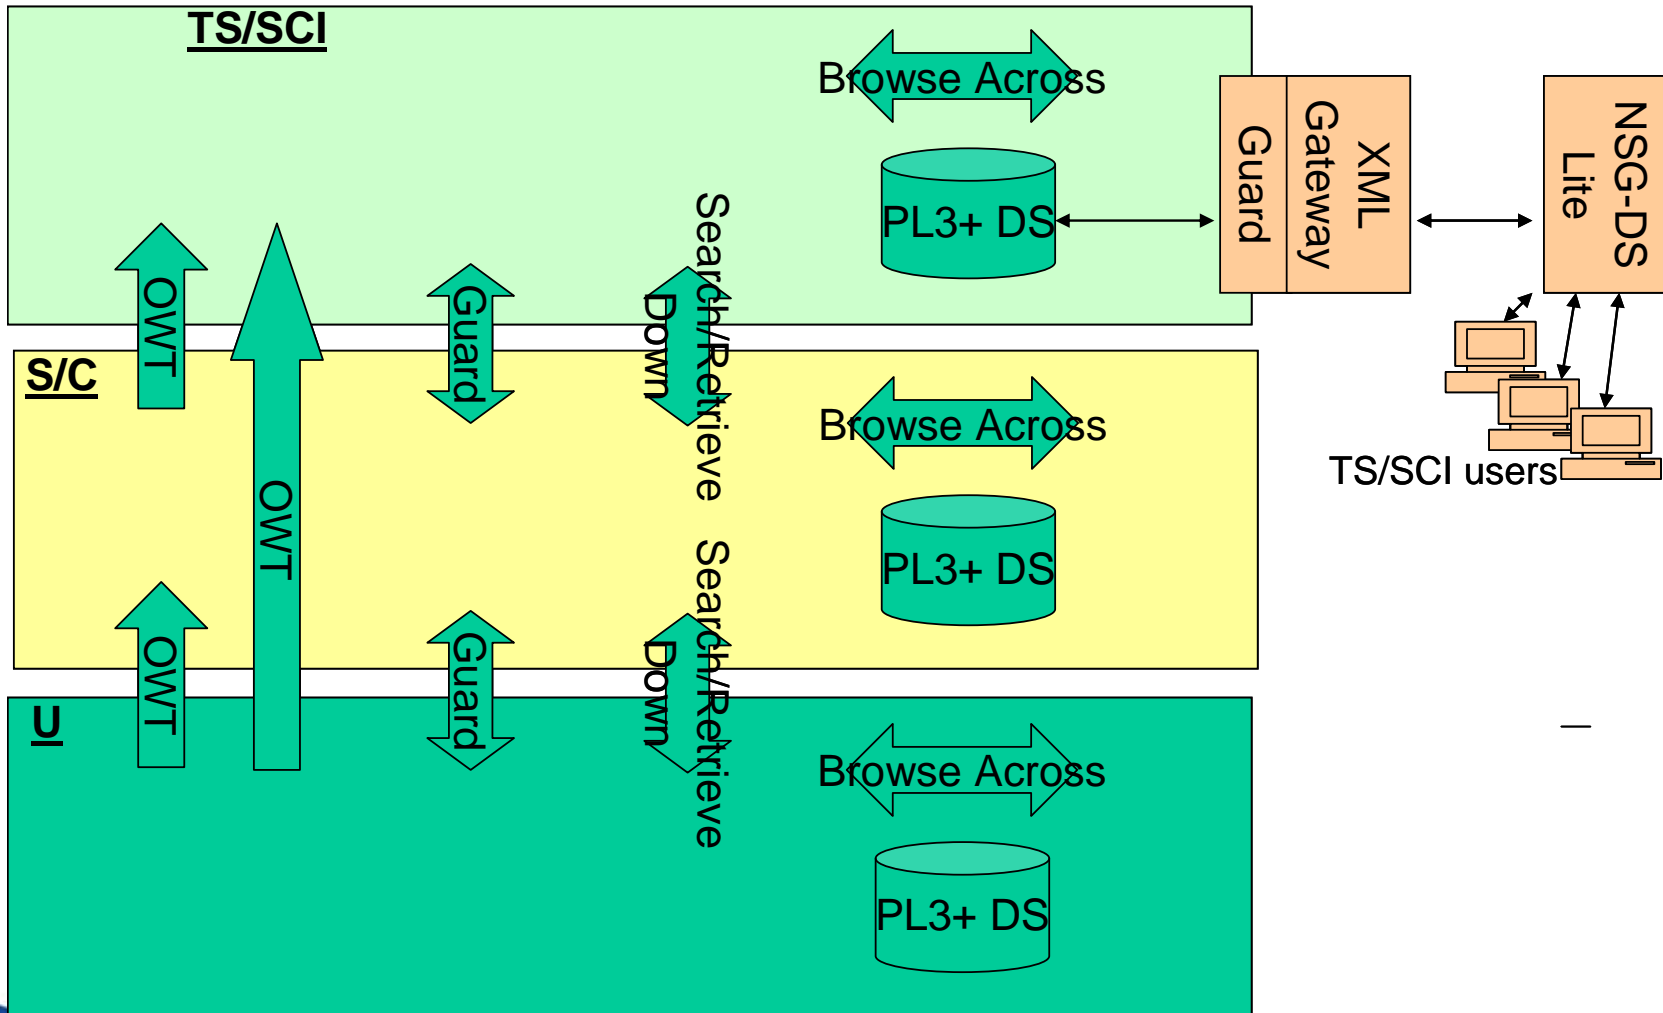 TS/SCI
Browse Across
PL3+ DS
Guard
XML
Gateway
NSG-DS
Lite
OWT
OWT
Guard
Search/Retrieve
Down
TS/SCI users
S/C
Browse Across
PL3+ DS
OWT
Guard
Search/Retrieve
Down
U
Browse Across
PL3+ DS